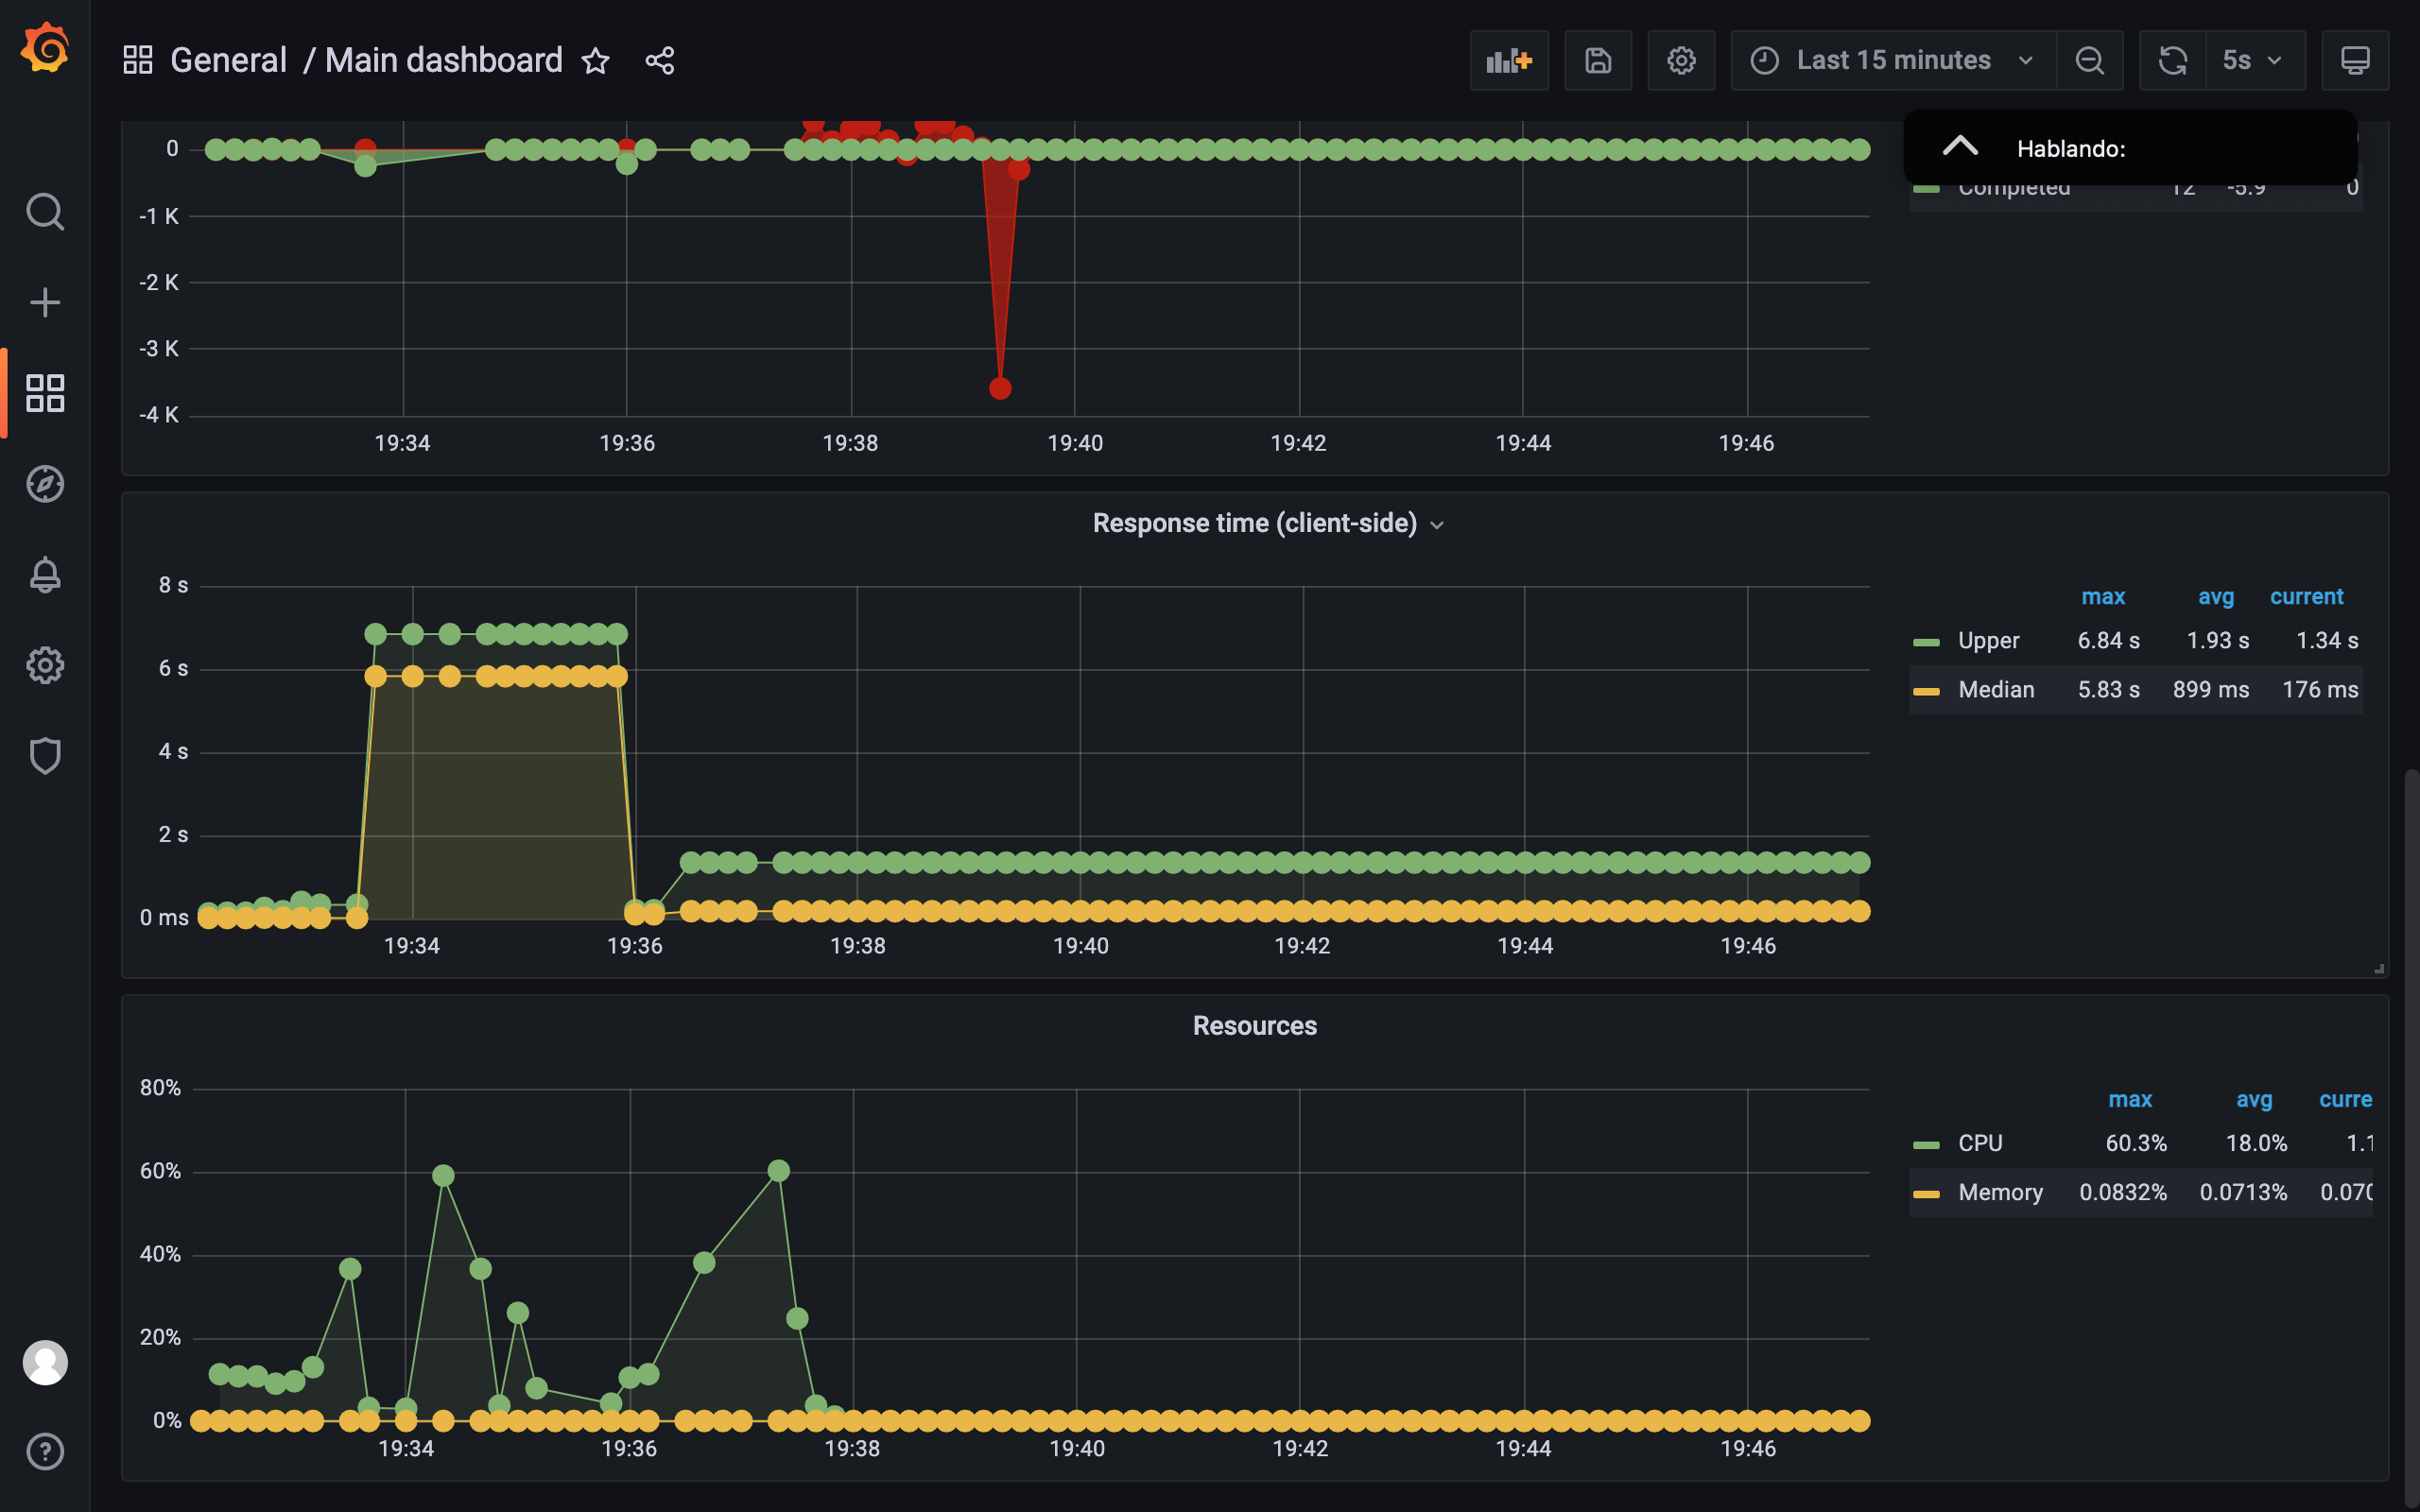 General / Main dashboard
Last 15 minutes
5s
Hablando:
Completed 12 -5.9 0
0
-1 K
-2 K
-3 K
-4 K
19:34 19:36 19:38 19:40 19:42 19:44 19:46
Response time (client-side)
8 s
6 s
4 s
2 s
0 ms
19:34 19:36 19:38 19:40 19:42 19:44 19:46
max avg current
Upper 6.84 s 1.93 s 1.34 s
Median 5.83 s 899 ms 176 ms
Resources
80%
60%
40%
20%
0%
19:34 19:36 19:38 19:40 19:42 19:44 19:46
max avg curre
CPU 60.3% 18.0% 1.1
Memory 0.0832% 0.0713% 0.070